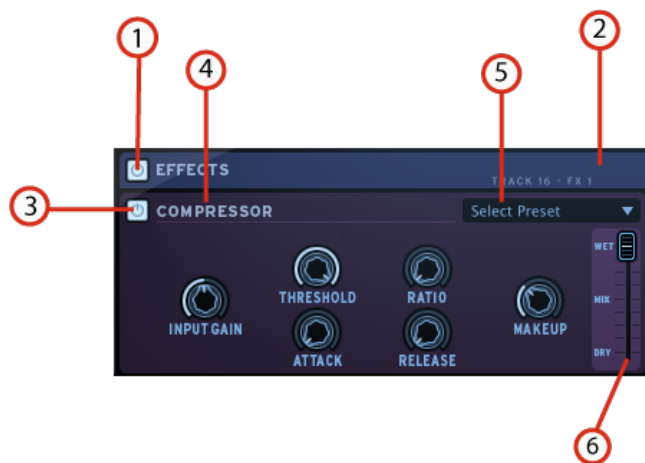 1
2
4
5
EFFECTS
TRACK 16 - FX 1
3
COMPRESSOR
Select Preset
WET
THRESHOLD
RATIO
MIX
INPUT GAIN
MAKEUP
ATTACK
RELEASE
DRY
6